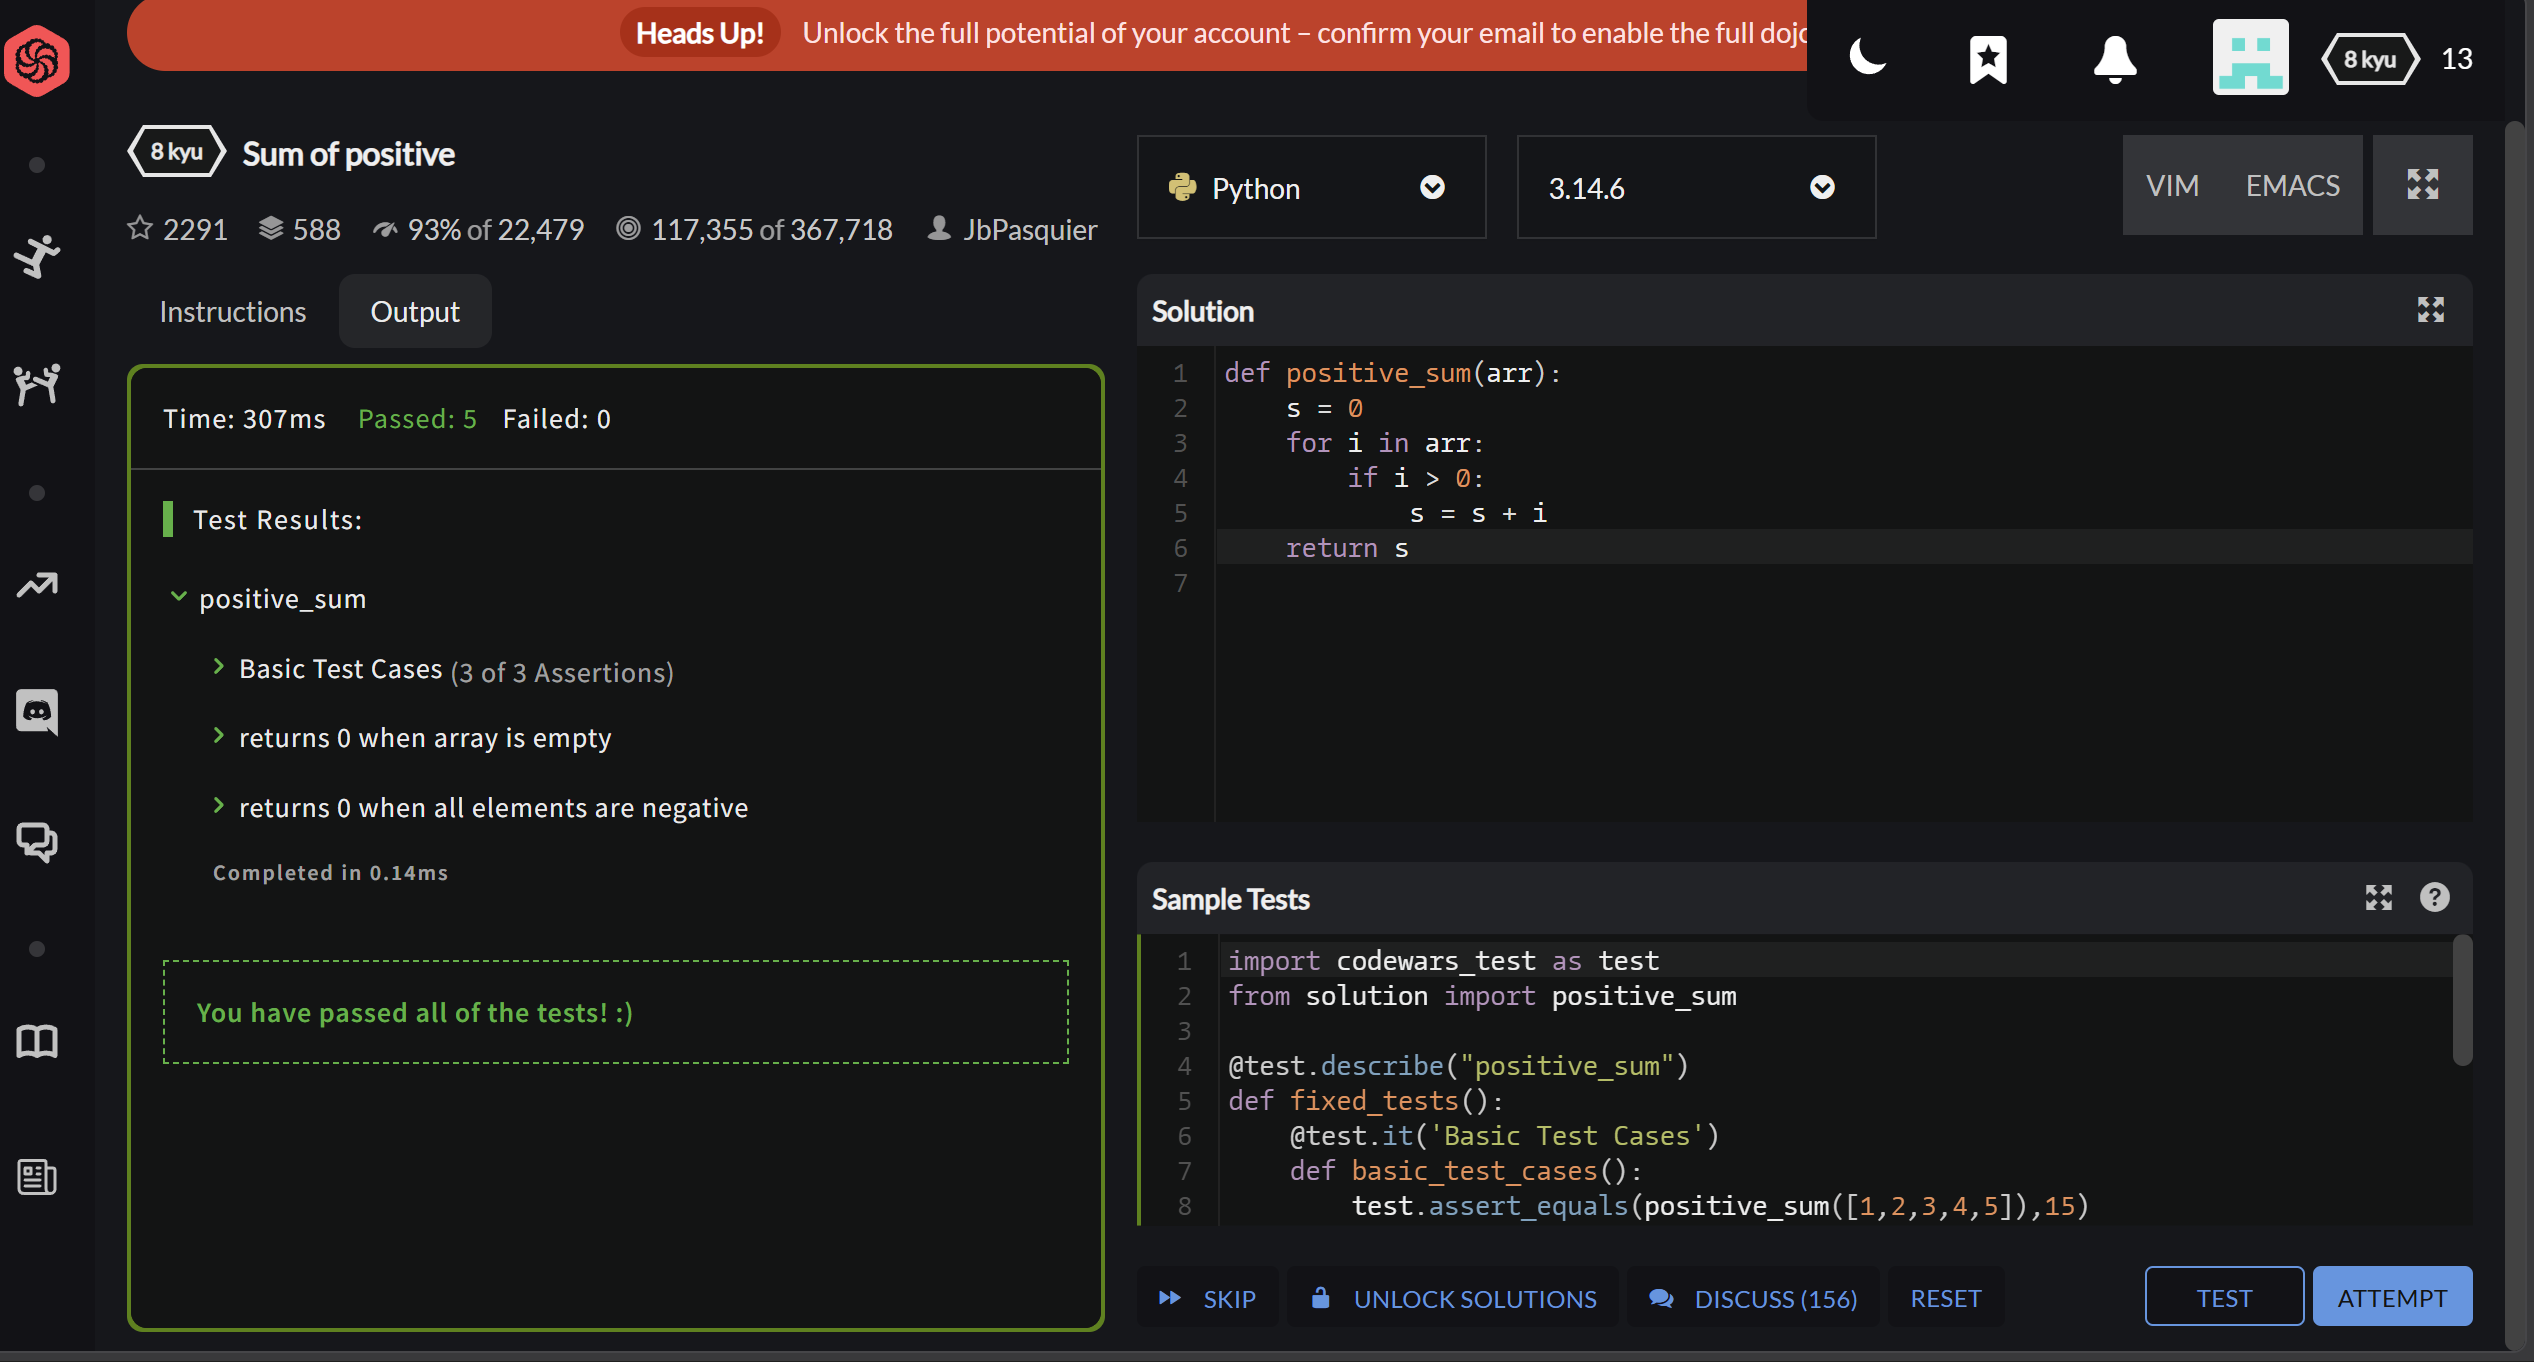 Heads Up! Unlock the full potential of your account – confirm your email to enable the full dojo
8 kyu 13
8 kyu Sum of positive
2291 588 93% of 22,479 117,355 of 367,718 JbPasquier
Instructions Output
Time: 307ms Passed: 5 Failed: 0
Test Results:
positive_sum
Basic Test Cases (3 of 3 Assertions)
returns 0 when array is empty
returns 0 when all elements are negative
Completed in 0.14ms
You have passed all of the tests! :)
Python 3.14.6 VIM EMACS
Solution
1 def positive_sum(arr):
2     s = 0
3     for i in arr:
4         if i > 0:
5             s = s + i
6     return s
7
Sample Tests
1 import codewars_test as test
2 from solution import positive_sum
3
4 @test.describe("positive_sum")
5 def fixed_tests():
6     @test.it('Basic Test Cases')
7     def basic_test_cases():
8         test.assert_equals(positive_sum([1,2,3,4,5]),15)
SKIP UNLOCK SOLUTIONS DISCUSS (156) RESET TEST ATTEMPT